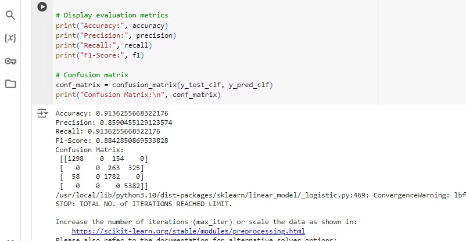 # Display evaluation metrics
print("Accuracy:", accuracy)
print("Precision:", precision)
print("Recall:", recall)
print("F1-Score:", f1)
# Confusion matrix
conf_matrix = confusion_matrix(y_test_clf, y_pred_clf)
print("Confusion Matrix:\n", conf_matrix)
{x}
Accuracy: 0.9136255668322176
Precision: 0.8590455129123574
Recall: 0.9136255668322176
F1-Score: 0.8842850869533828
Confusion Matrix:
[[1298 0 154 0]
[ 0 0 263 325]
[ 58 0 1782 0]
[ 0 0 0 5382]]
/usr/local/lib/python3.10/dist-packages/sklearn/linear_model/_logistic.py:469: ConvergenceWarning: lbf
STOP: TOTAL NO. of ITERATIONS REACHED LIMIT.
Increase the number of iterations (max_iter) or scale the data as shown in:
https://scikit-learn.org/stable/modules/preprocessing.html
Please also refer to the documentation for alternative solver options: